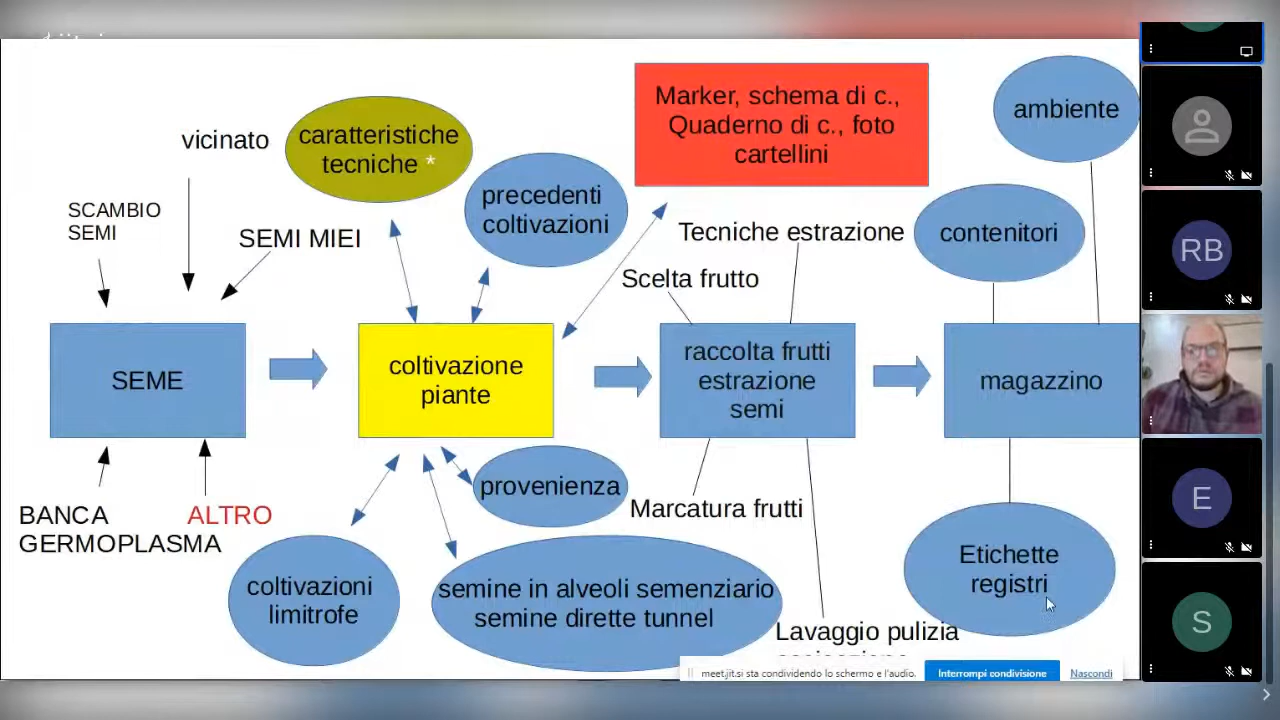 vicinato
caratteristiche
tecniche *
precedenti
coltivazioni
Marker, schema di c.,
Quaderno di c., foto
cartellini
ambiente
SCAMBIO
SEMI
SEMI MIEI
Tecniche estrazione
contenitori
Scelta frutto
SEME
coltivazione
piante
raccolta frutti
estrazione
semi
magazzino
BANCA
GERMOPLASMA
ALTRO
provenienza
Marcatura frutti
coltivazioni
limitrofe
semine in alveoli semenziario
semine dirette tunnel
Etichette
registri
Lavaggio pulizia
meet.jit.si sta condividendo lo schermo e l'audio.
Interrompi condivisione
Nascondi
RB
E
S